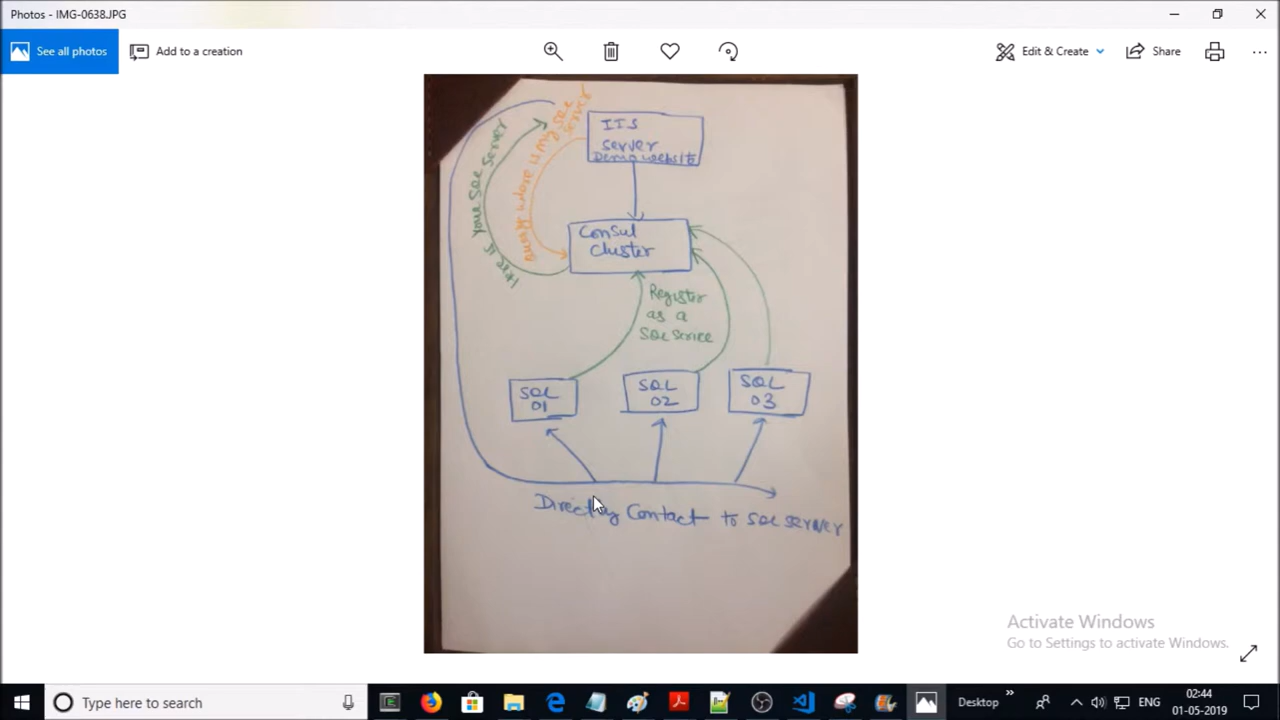 Photos - IMG-0638.JPG
See all photos
Add to a creation
Edit & Create
Share
IIS
Server
Demo website
Where is my SQL
Server
Here is your SQL Server
Consul
Cluster
Register
as a
SQL Service
SQL
01
SQL
02
SQL
03
Directly Contact to SQL SERVER
Activate Windows
Go to Settings to activate Windows.
Type here to search
Desktop
ENG
02:44
01-05-2019